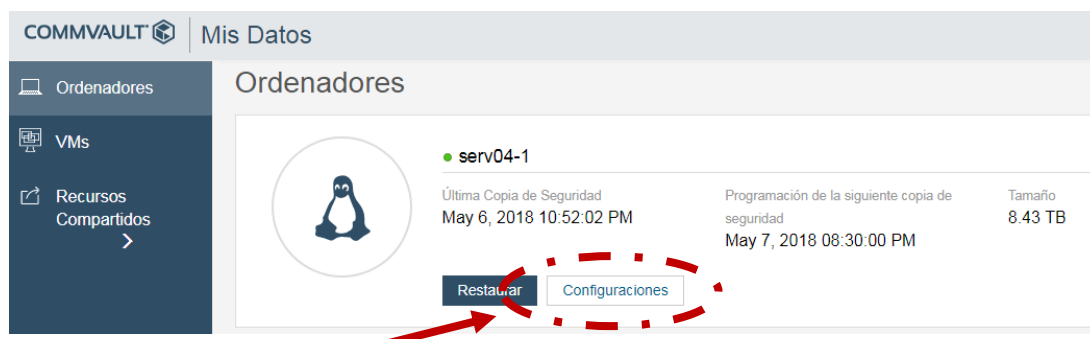 COMMVAULT Mis Datos
Ordenadores
VMs
Recursos
Compartidos
Ordenadores
serv04-1
Última Copia de Seguridad
May 6, 2018 10:52:02 PM
Programación de la siguiente copia de
seguridad
May 7, 2018 08:30:00 PM
Tamaño
8.43 TB
Restaurar
Configuraciones